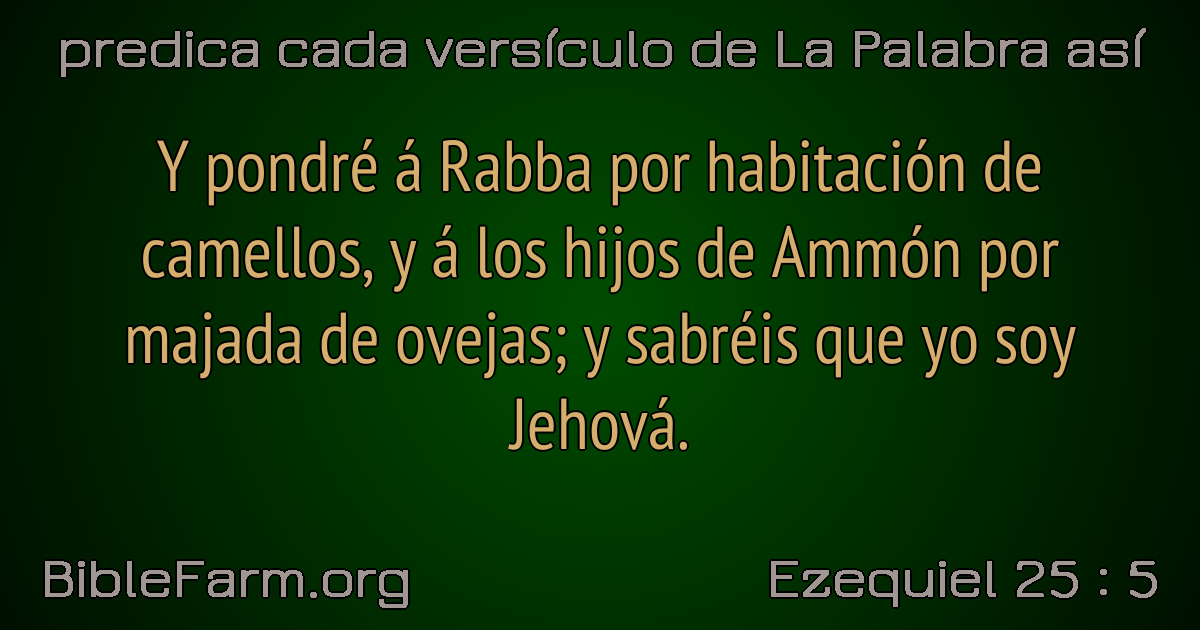 predica cada versículo de La Palabra así
Y pondré á Rabba por habitación de
camellos, y á los hijos de Ammón por
majada de ovejas; y sabréis que yo soy
Jehová.
BibleFarm.org
Ezequiel 25 : 5